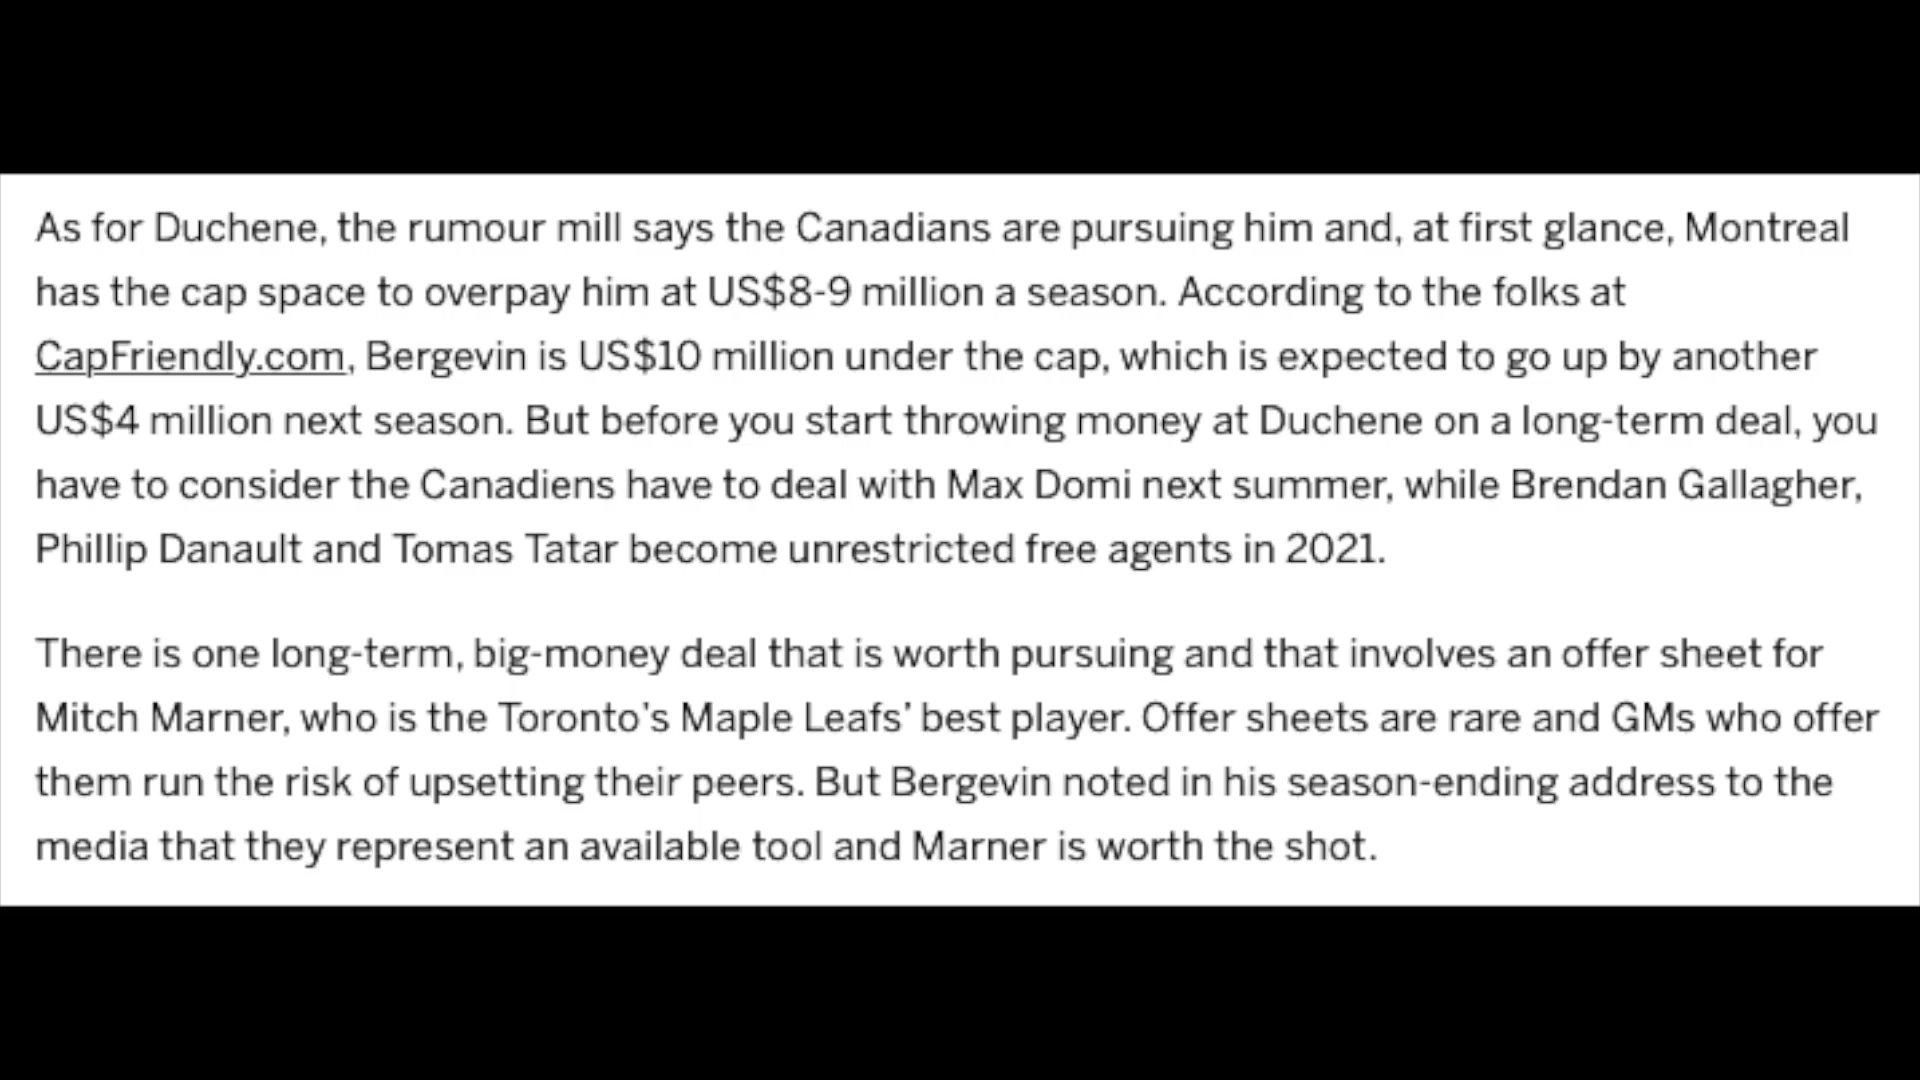 As for Duchene, the rumour mill says the Canadians are pursuing him and, at first glance, Montreal
has the cap space to overpay him at US$8-9 million a season. According to the folks at
CapFriendly.com, Bergevin is US$10 million under the cap, which is expected to go up by another
US$4 million next season. But before you start throwing money at Duchene on a long-term deal, you
have to consider the Canadiens have to deal with Max Domi next summer, while Brendan Gallagher,
Phillip Danault and Tomas Tatar become unrestricted free agents in 2021.
There is one long-term, big-money deal that is worth pursuing and that involves an offer sheet for
Mitch Marner, who is the Toronto's Maple Leafs' best player. Offer sheets are rare and GMs who offer
them run the risk of upsetting their peers. But Bergevin noted in his season-ending address to the
media that they represent an available tool and Marner is worth the shot.